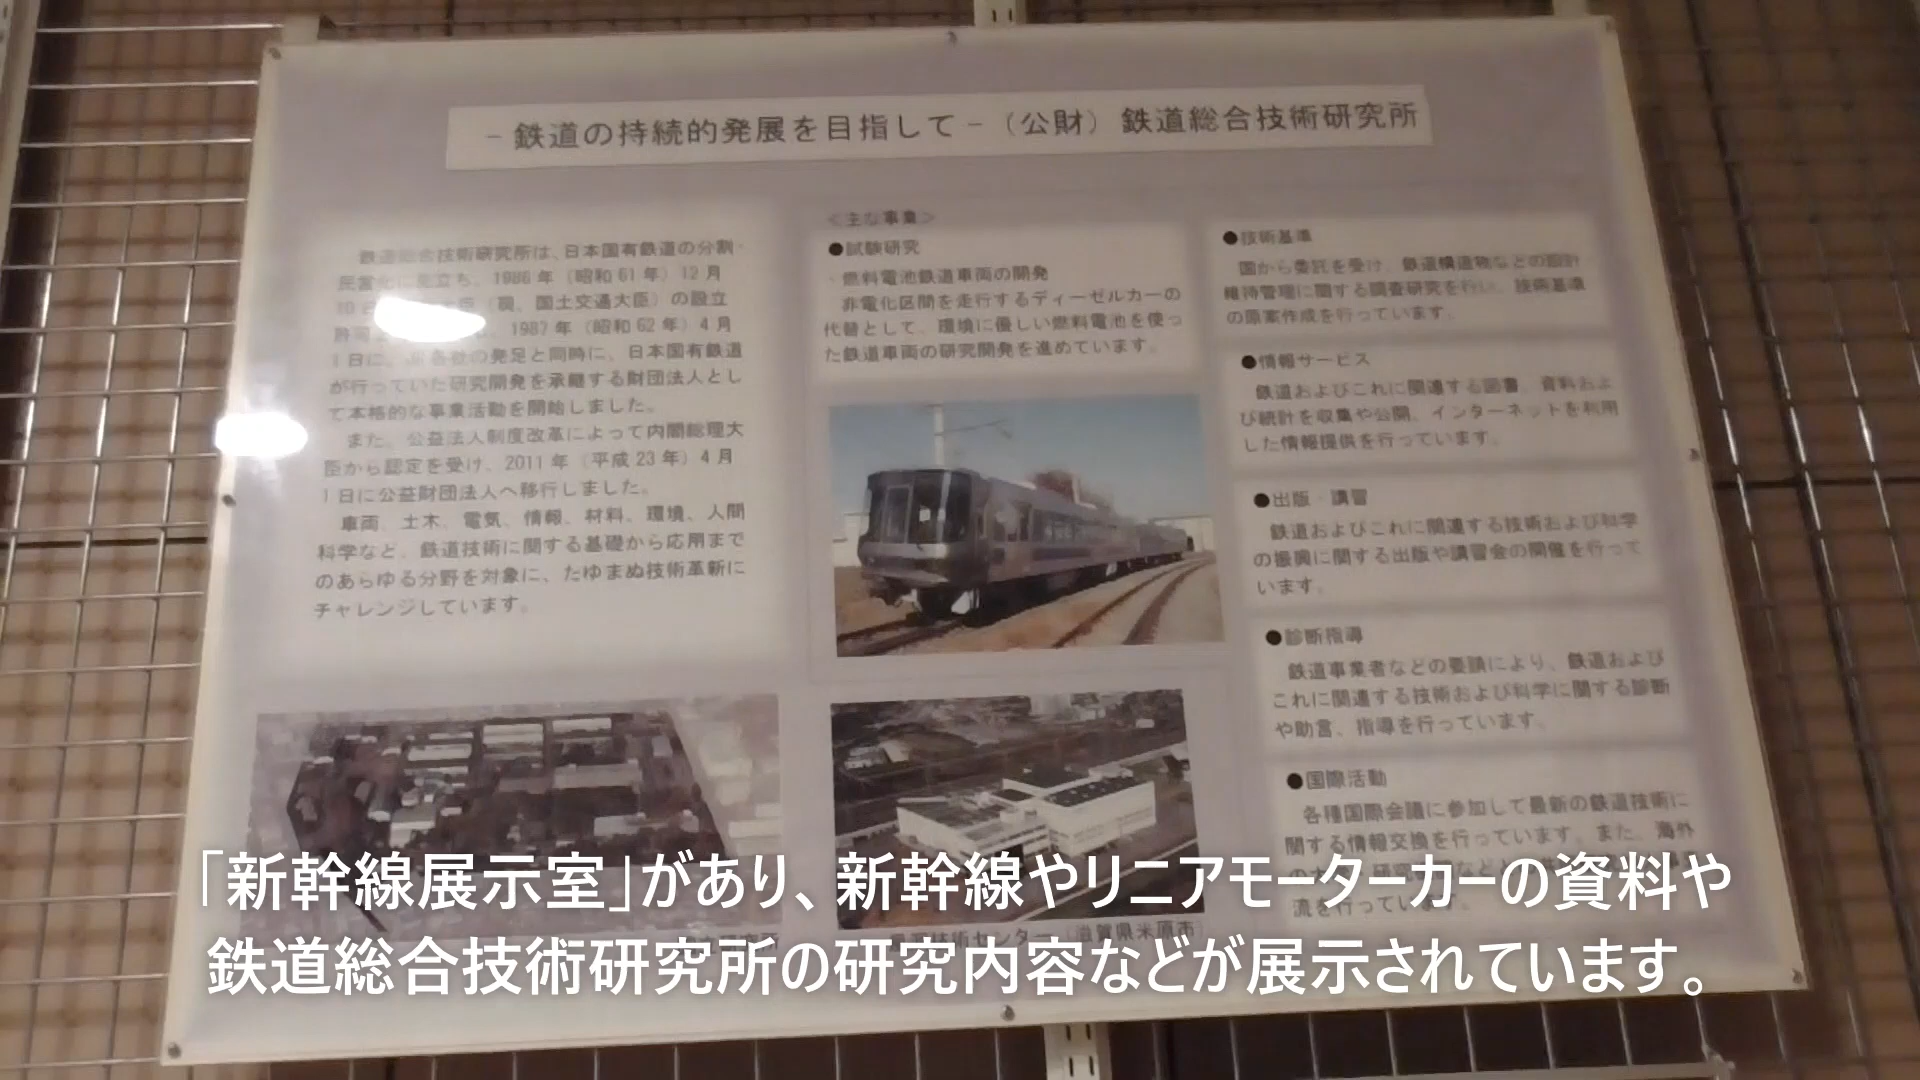 －鉄道の持続的発展を目指して－（公財）鉄道総合技術研究所
鉄道総合技術研究所は、日本国有鉄道の分割・
民営化に先立ち、1986年（昭和61年）12月
10日（現、国土交通大臣）の設立
1987年（昭和62年）4月
1日に、JR各社の発足と同時に、日本国有鉄道
が行っていた研究開発を承継する財団法人とし
て本格的な事業活動を開始しました。
また、公益法人制度改革によって内閣総理大
臣から認定を受け、2011年（平成23年）4月
1日に公益財団法人へ移行しました。
車両、土木、電気、情報、材料、環境、人間
科学など、鉄道技術に関する基礎から応用まで
のあらゆる分野を対象に、たゆまぬ技術革新に
チャレンジしています。
＜主な事業＞
●試験研究
・燃料電池鉄道車両の開発
非電化区間を走行するディーゼルカーの
代替として、環境に優しい燃料電池を使っ
た鉄道車両の研究開発を進めています。
（滋賀県米原市）
●技術基準
国から委託を受け、鉄道構造物などの設計・
維持管理に関する調査研究を行い、技術基準
の原案作成を行っています。
●情報サービス
鉄道およびこれに関連する図書、資料およ
び統計を収集や公開、インターネットを利用
した情報提供を行っています。
●出版・講習
鉄道およびこれに関連する技術および科学
の振興に関する出版や講習会の開催を行って
います。
●診断指導
鉄道事業者などの要請により、鉄道および
これに関連する技術および科学に関する診断
や助言、指導を行っています。
●国際活動
各種国際会議に参加して最新の鉄道技術に
関する情報交換を行っています。また、海外
流を行っています。
「新幹線展示室」があり、新幹線やリニアモーターカーの資料や
鉄道総合技術研究所の研究内容などが展示されています。